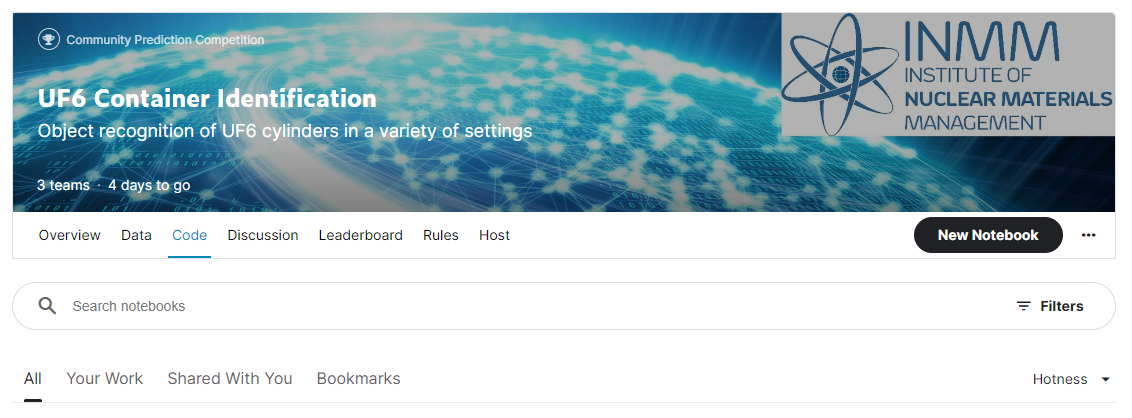 Community Prediction Competition
INMM
INSTITUTE OF
NUCLEAR MATERIALS
MANAGEMENT
UF6 Container Identification
Object recognition of UF6 cylinders in a variety of settings
3 teams · 4 days to go
Overview Data Code Discussion Leaderboard Rules Host New Notebook
Search notebooks Filters
All Your Work Shared With You Bookmarks Hotness